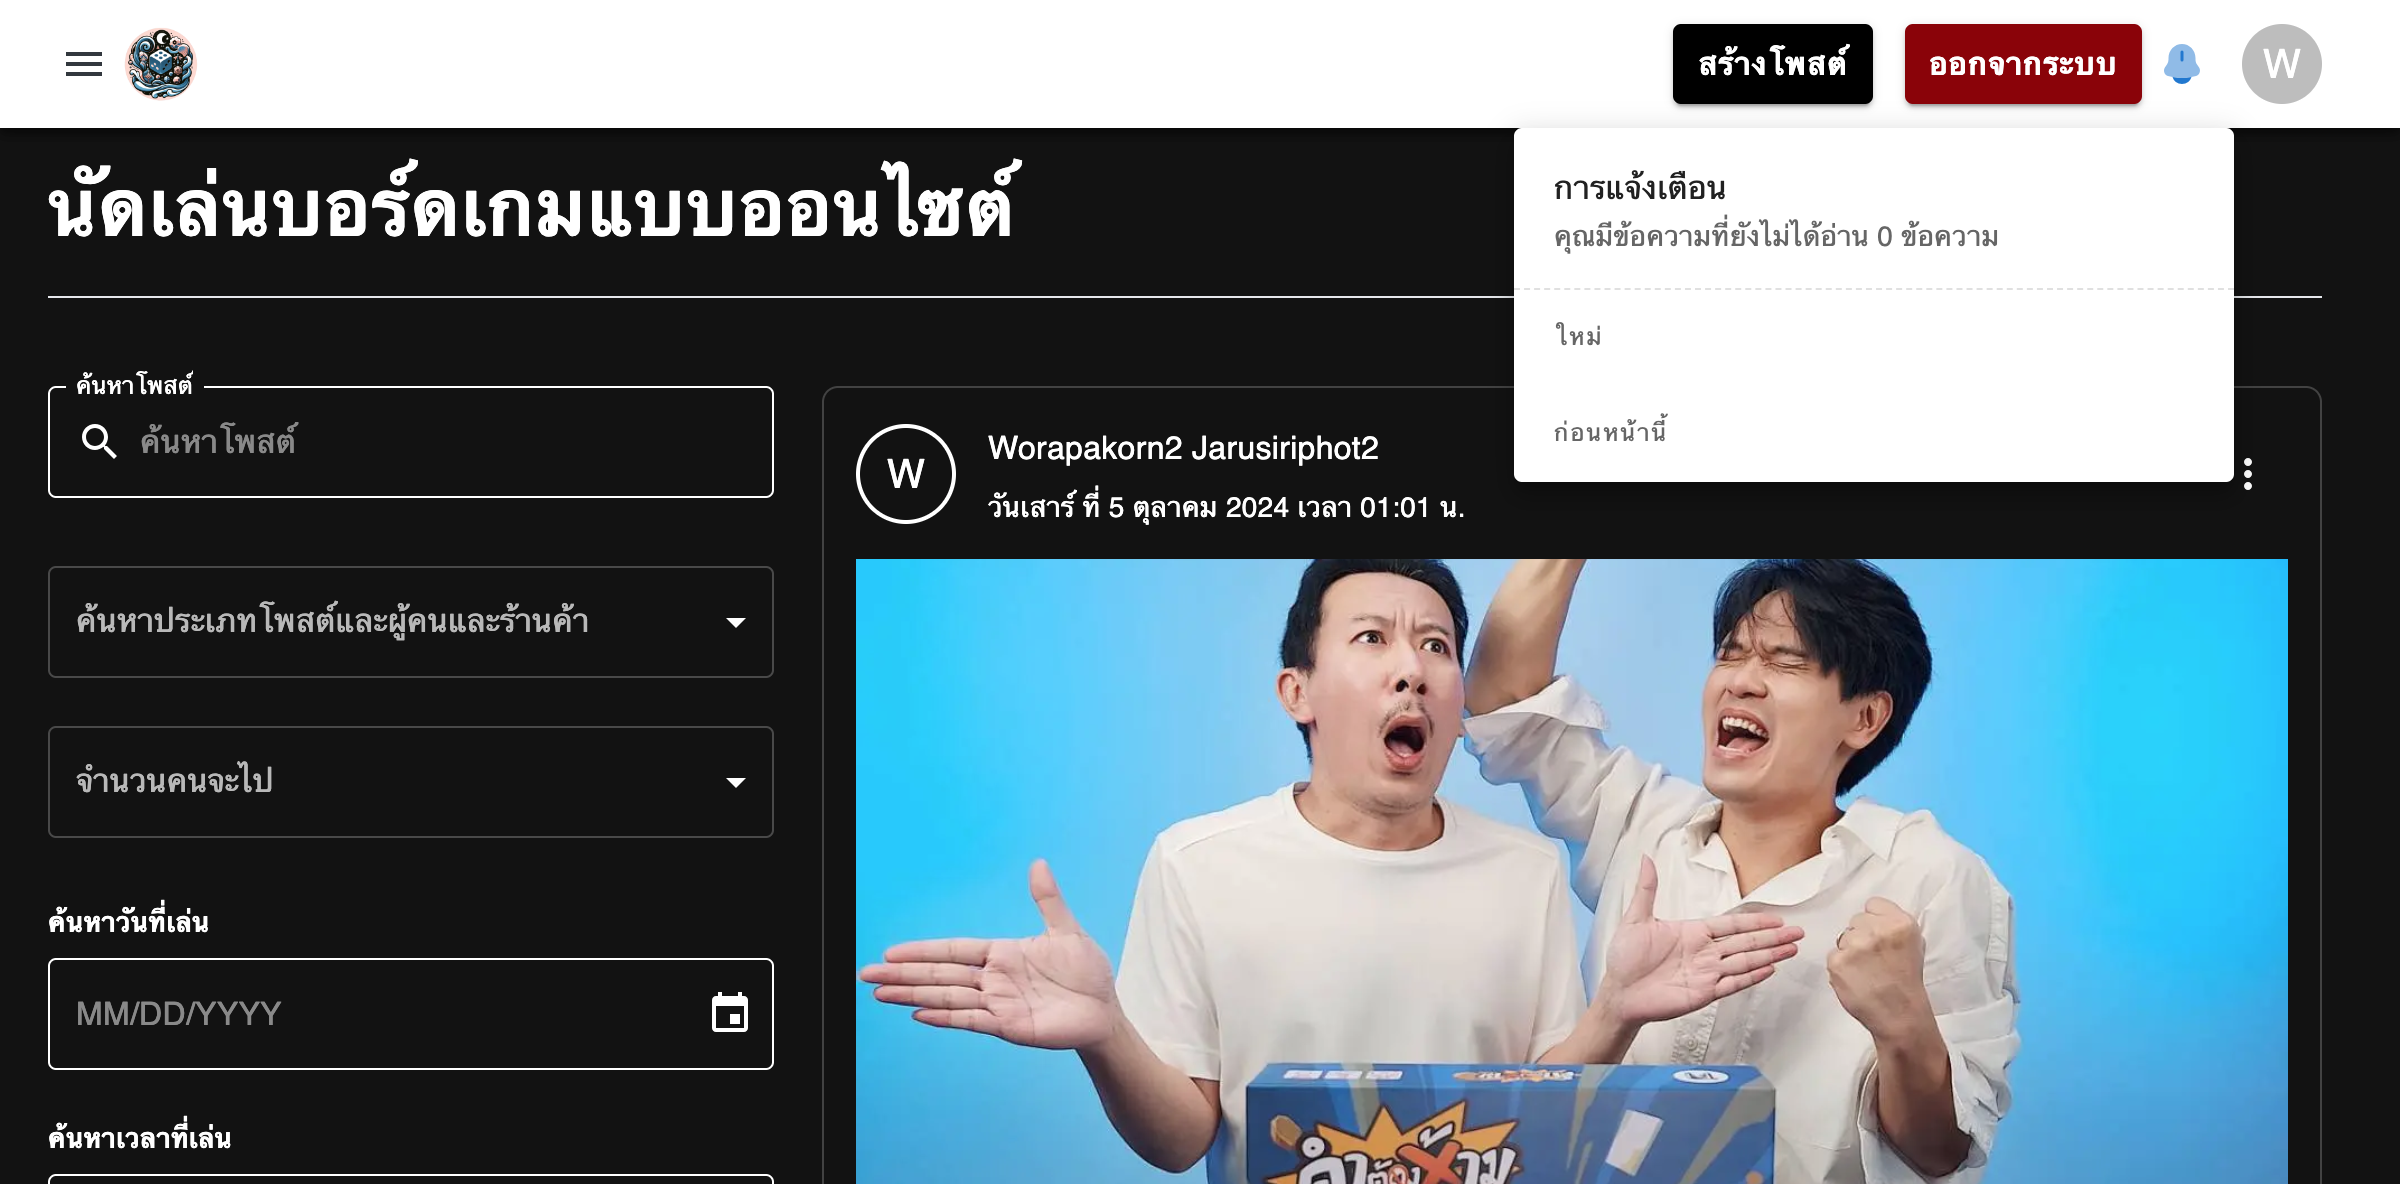 สร้างโพสต์
ออกจากระบบ
W
การแจ้งเตือน
คุณมีข้อความที่ยังไม่ได้อ่าน 0 ข้อความ
ใหม่
ก่อนหน้านี้
นัดเล่นบอร์ดเกมแบบออนไซต์
ค้นหาโพสต์
ค้นหาโพสต์
ค้นหาประเภทโพสต์และผู้คนและร้านค้า
จำนวนคนจะไป
ค้นหาวันที่เล่น
MM/DD/YYYY
ค้นหาเวลาที่เล่น
W
Worapakorn2 Jarusiriphot2
วันเสาร์ ที่ 5 ตุลาคม 2024 เวลา 01:01 น.
คำต้องห้าม